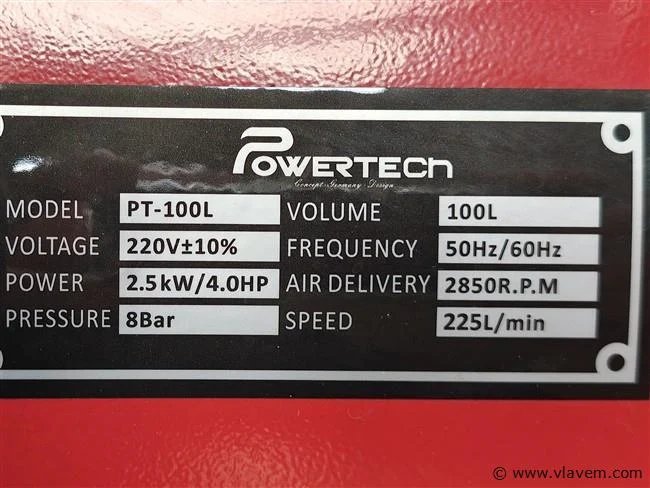 POWERTECh
Concept·Germany·Design
MODEL PT-100L VOLUME 100L
VOLTAGE 220V±10% FREQUENCY 50Hz/60Hz
POWER 2.5kW/4.0HP AIR DELIVERY 2850R.P.M
PRESSURE 8Bar SPEED 225L/min
© www.vlavem.com